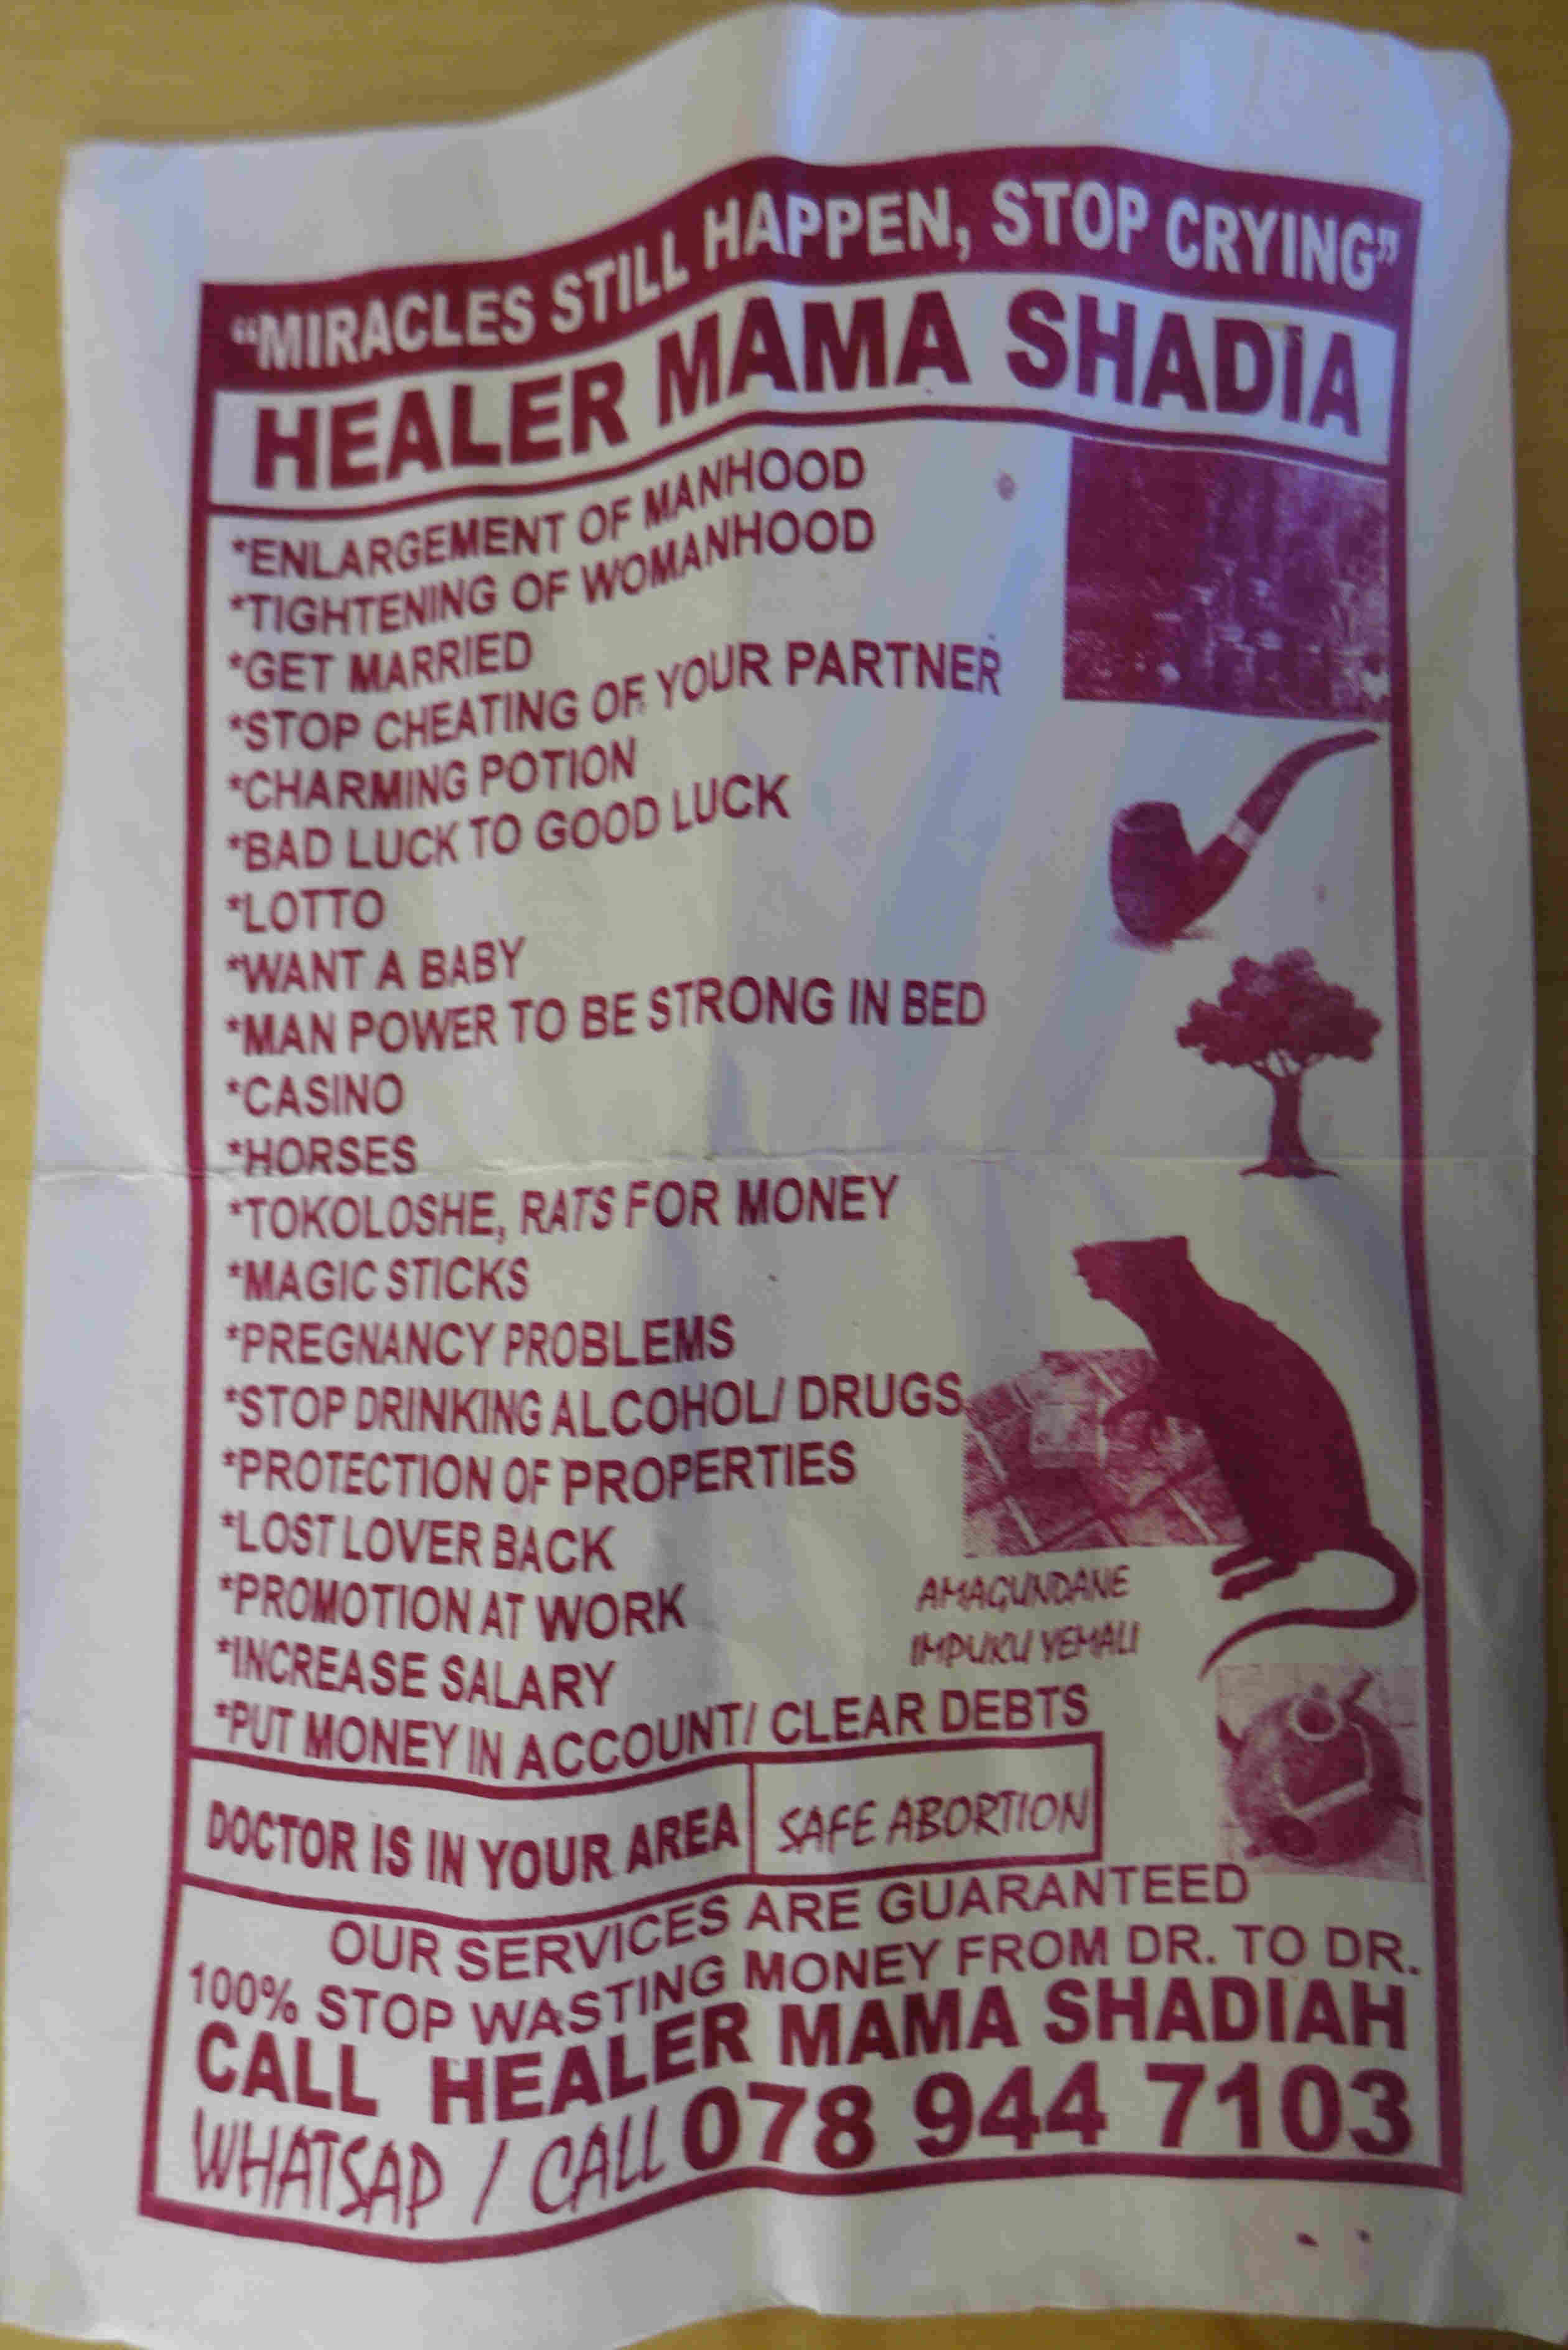 “MIRACLES STILL HAPPEN, STOP CRYING”
HEALER MAMA SHADIA
*ENLARGEMENT OF MANHOOD
*TIGHTENING OF WOMANHOOD
*GET MARRIED
*STOP CHEATING OF YOUR PARTNER
*CHARMING POTION
*BAD LUCK TO GOOD LUCK
*LOTTO
*WANT A BABY
*MAN POWER TO BE STRONG IN BED
*CASINO
*HORSES
*TOKOLOSHE, RATS FOR MONEY
*MAGIC STICKS
*PREGNANCY PROBLEMS
*STOP DRINKING ALCOHOL/ DRUGS
*PROTECTION OF PROPERTIES
*LOST LOVER BACK
*PROMOTION AT WORK
*INCREASE SALARY
*PUT MONEY IN ACCOUNT/ CLEAR DEBTS
AMAGUNDANE
IMPUKU YEMALI
DOCTOR IS IN YOUR AREA
SAFE ABORTION
OUR SERVICES ARE GUARANTEED
100% STOP WASTING MONEY FROM DR. TO DR.
CALL HEALER MAMA SHADIAH
WHATSAP / CALL 078 944 7103